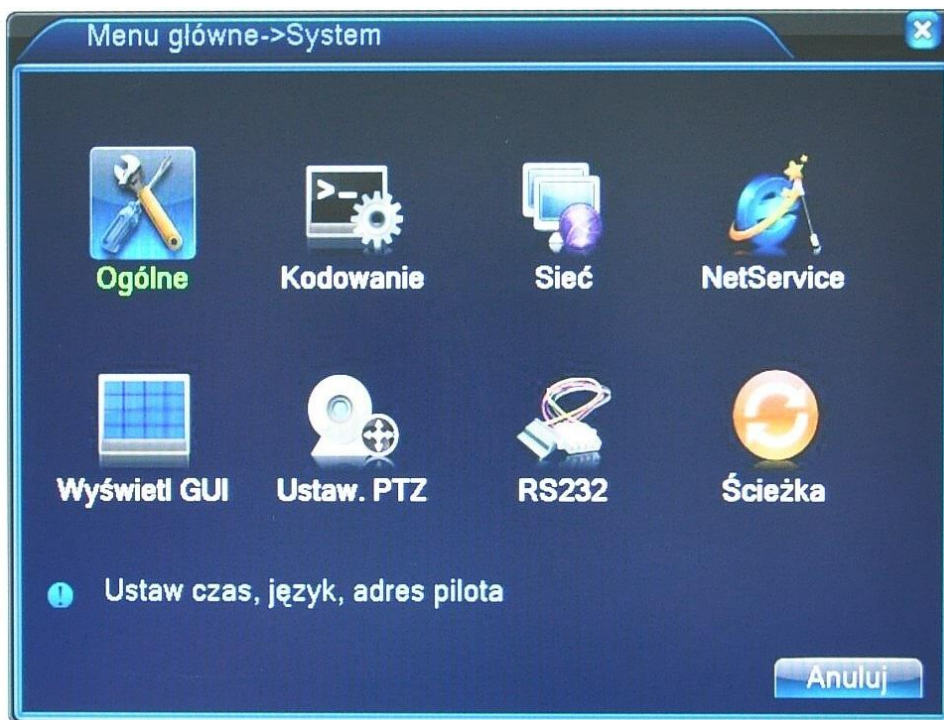 Menu główne->System
Ogólne
Kodowanie
Sieć
NetService
Wyświetl GUI
Ustaw. PTZ
RS232
Ścieżka
Ustaw czas, język, adres pilota
Anuluj